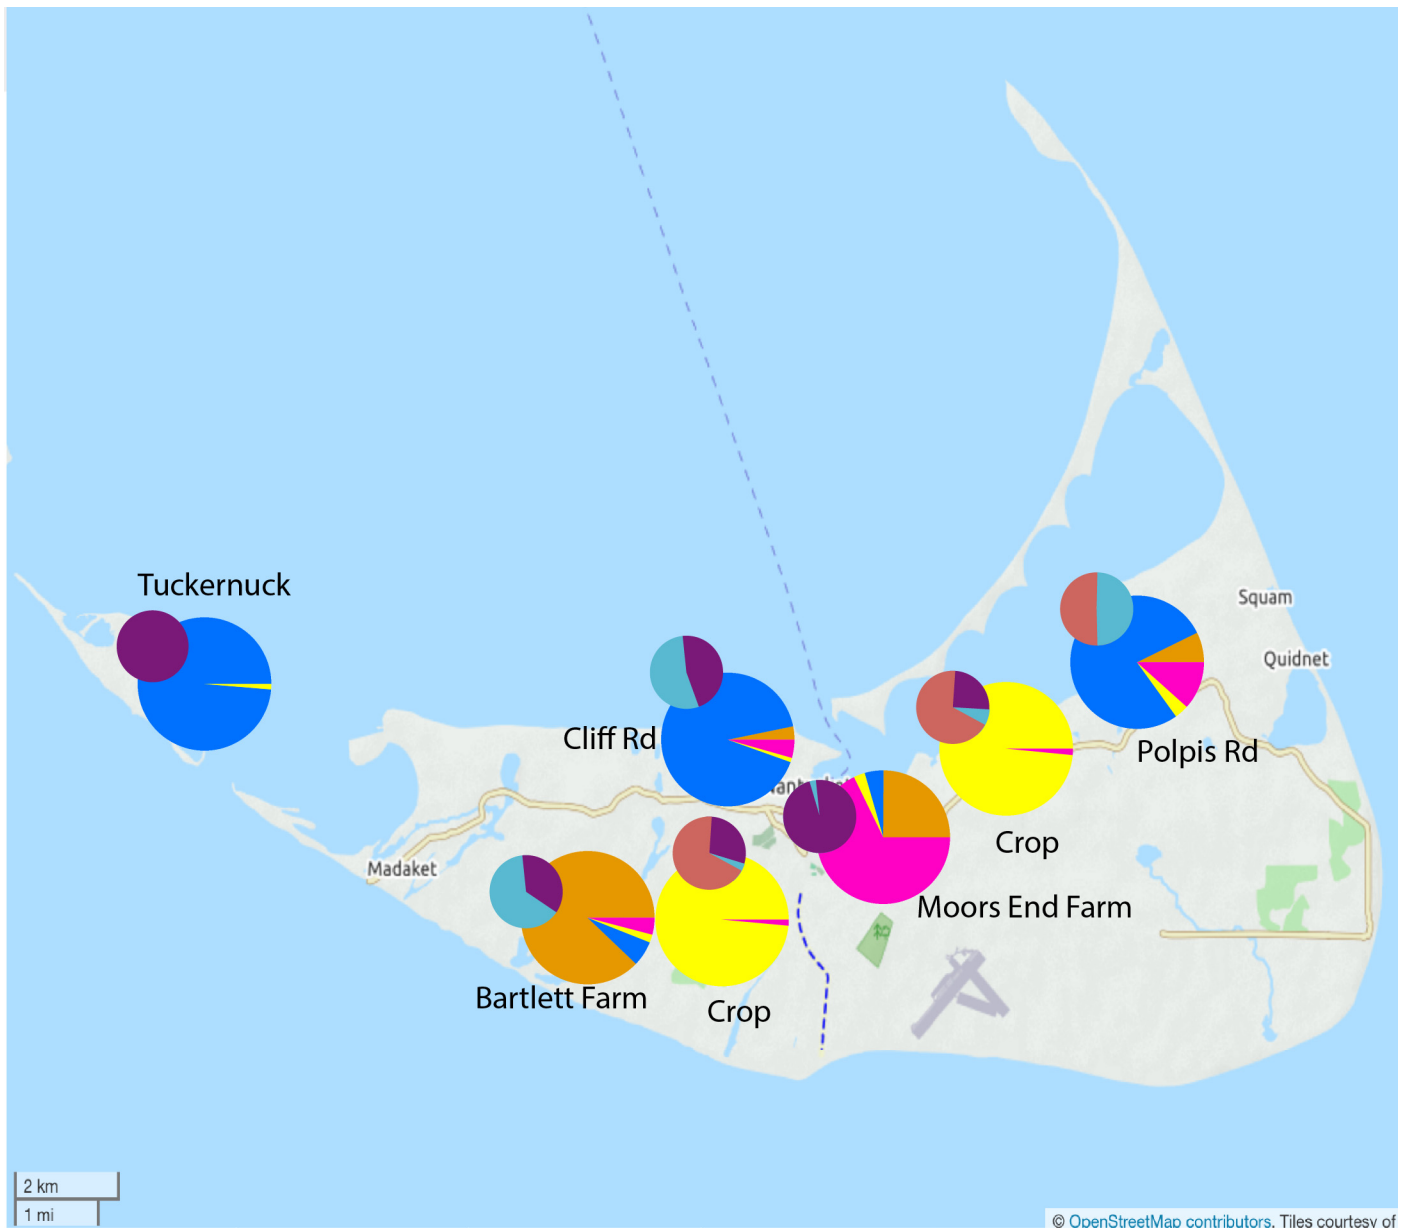 Tuckernuck
Squam
Quidnet
Cliff Rd
Polpis Rd
Crop
Madaket
Moors End Farm
Bartlett Farm
Crop
2 km
1 mi
© OpenStreetMap contributors. Tiles courtesy of